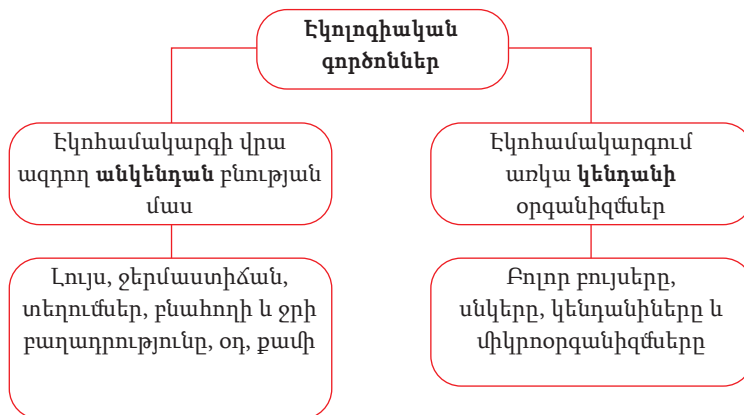 Էկոլոգիական
գործոններ
Էկոհամակարգի վրա
ազդող անկենդան բնության
մաս
Էկոհամակարգում
առկա կենդանի
օրգանիզմներ
Լույս, ջերմաստիճան,
տեղումներ, բնահողի և ջրի
բաղադրությունը, օդ, քամի
Բոլոր բույսերը,
սնկերը, կենդանիները և
միկրոօրգանիզմները